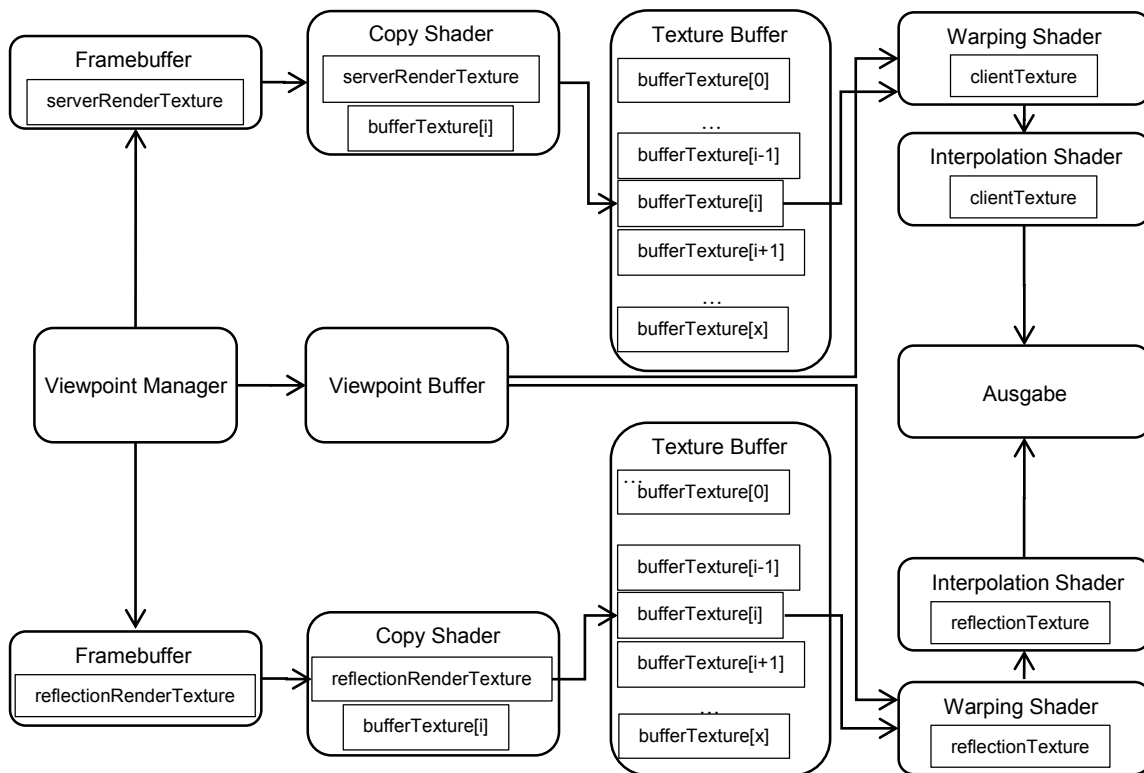 Framebuffer
serverRenderTexture
Copy Shader
serverRenderTexture
bufferTexture[i]
Texture Buffer
bufferTexture[0]
...
bufferTexture[i-1]
bufferTexture[i]
bufferTexture[i+1]
...
bufferTexture[x]
Warping Shader
clientTexture
Interpolation Shader
clientTexture
Viewpoint Manager
Viewpoint Buffer
Ausgabe
Framebuffer
reflectionRenderTexture
Copy Shader
reflectionRenderTexture
bufferTexture[i]
Texture Buffer
...
bufferTexture[0]
bufferTexture[i-1]
bufferTexture[i]
bufferTexture[i+1]
...
bufferTexture[x]
Interpolation Shader
reflectionTexture
Warping Shader
reflectionTexture